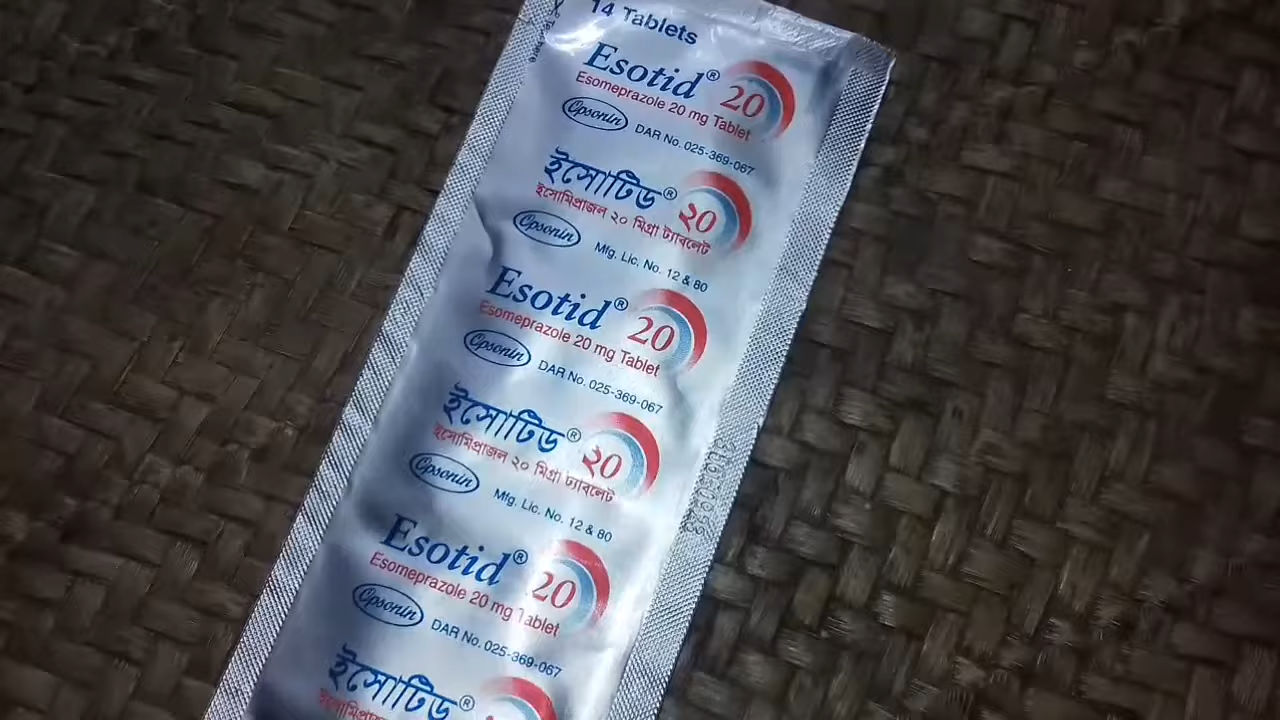 14 Tablets
Esotid® 20
Esomeprazole 20 mg Tablet
Opsonin DAR No. 025-369-067
ইসোটিড® ২০
ইসোমিপ্রাজল ২০ মিগ্রা ট্যাবলেট
Opsonin Mfg. Lic. No. 12 & 80
Esotid® 20
Esomeprazole 20 mg Tablet
Opsonin DAR No. 025-369-067
ইসোটিড® ২০
ইসোমিপ্রাজল ২০ মিগ্রা ট্যাবলেট
Opsonin Mfg. Lic. No. 12 & 80
Esotid® 20
Esomeprazole 20 mg Tablet
Opsonin DAR No. 025-369-067
ইসোটিড®